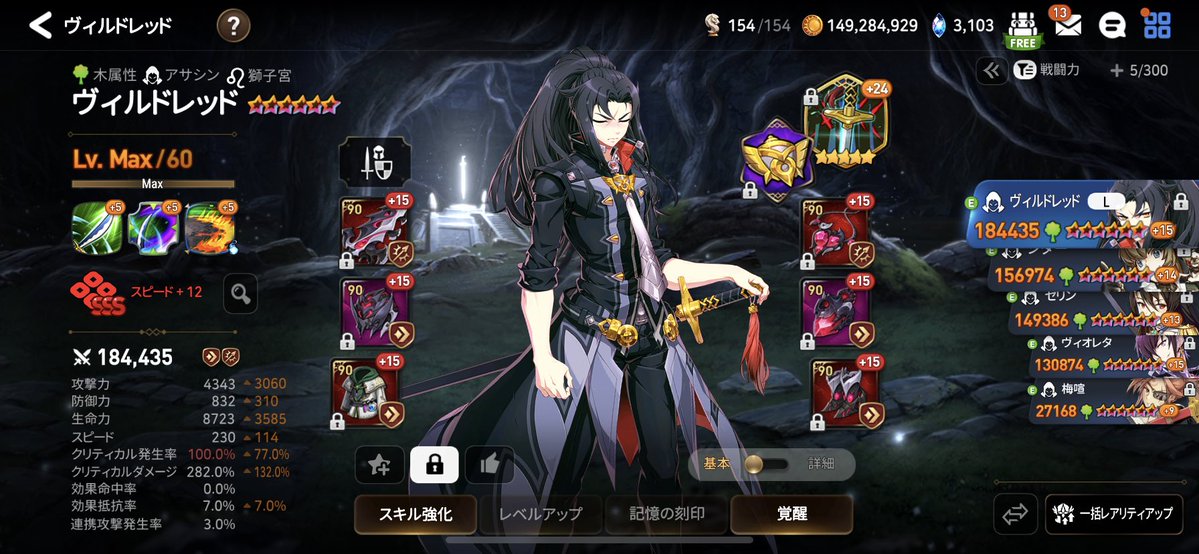 ヴィルドレッド
?
154/154
149,284,929
3,103
FREE
13
木属性 アサシン 獅子宮
ヴィルドレッド
戦闘力
+ 5/300
Lv. Max/60
Max
+5 +5 +5
SSS
スピード+12
184,435
攻撃力 4343 3060
防御力 832 310
生命力 8723 3585
スピード 230 114
クリティカル発生率 100.0% 77.0%
クリティカルダメージ 282.0% 132.0%
効果命中率 0.0%
効果抵抗率 7.0% 7.0%
連携攻撃発生率 3.0%
90 +15
90 +15
90 +15
+24
90 +15
90 +15
90 +15
基本 詳細
スキル強化
レベルアップ
記憶の刻印
覚醒
E ヴィルドレッド L
184435 +15
E
156974 +14
E セリン
149386 +13
E ヴィオレタ
130874 +15
E 梅喧
27168 +9
一括レアリティアップ